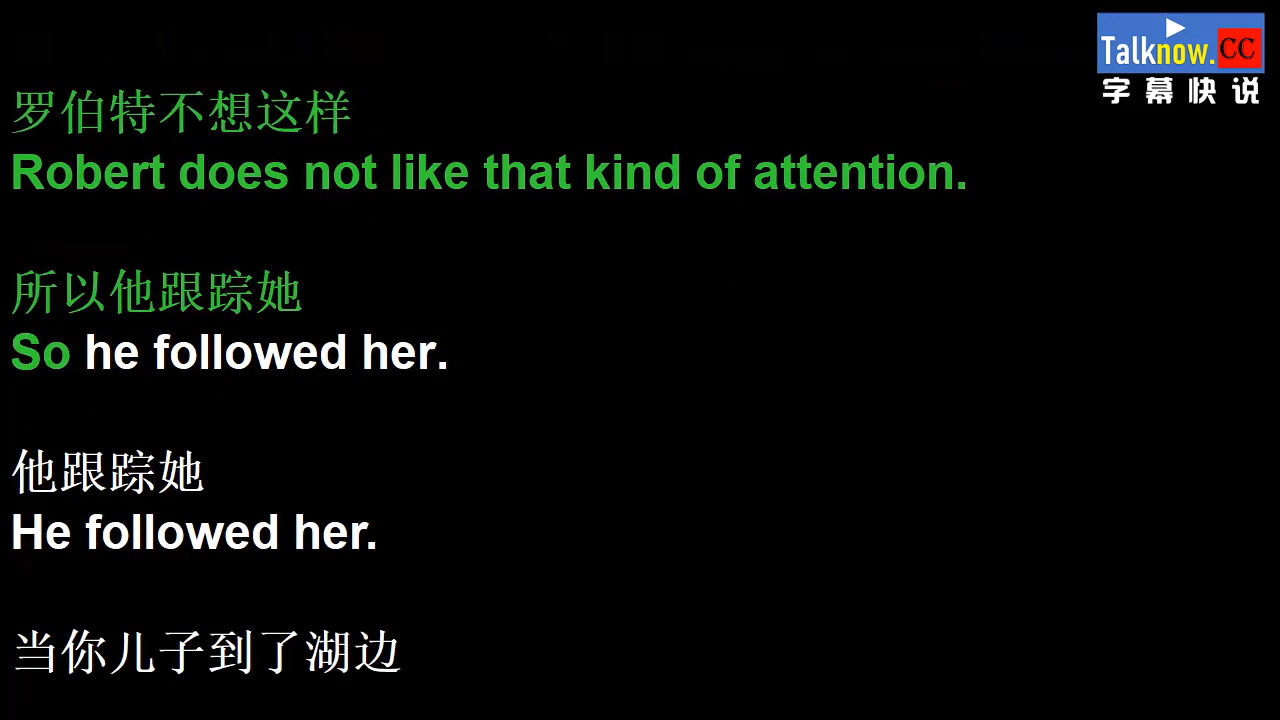 Talknow.CC
字幕快说
罗伯特不想这样
Robert does not like that kind of attention.
所以他跟踪她
So he followed her.
他跟踪她
He followed her.
当你儿子到了湖边